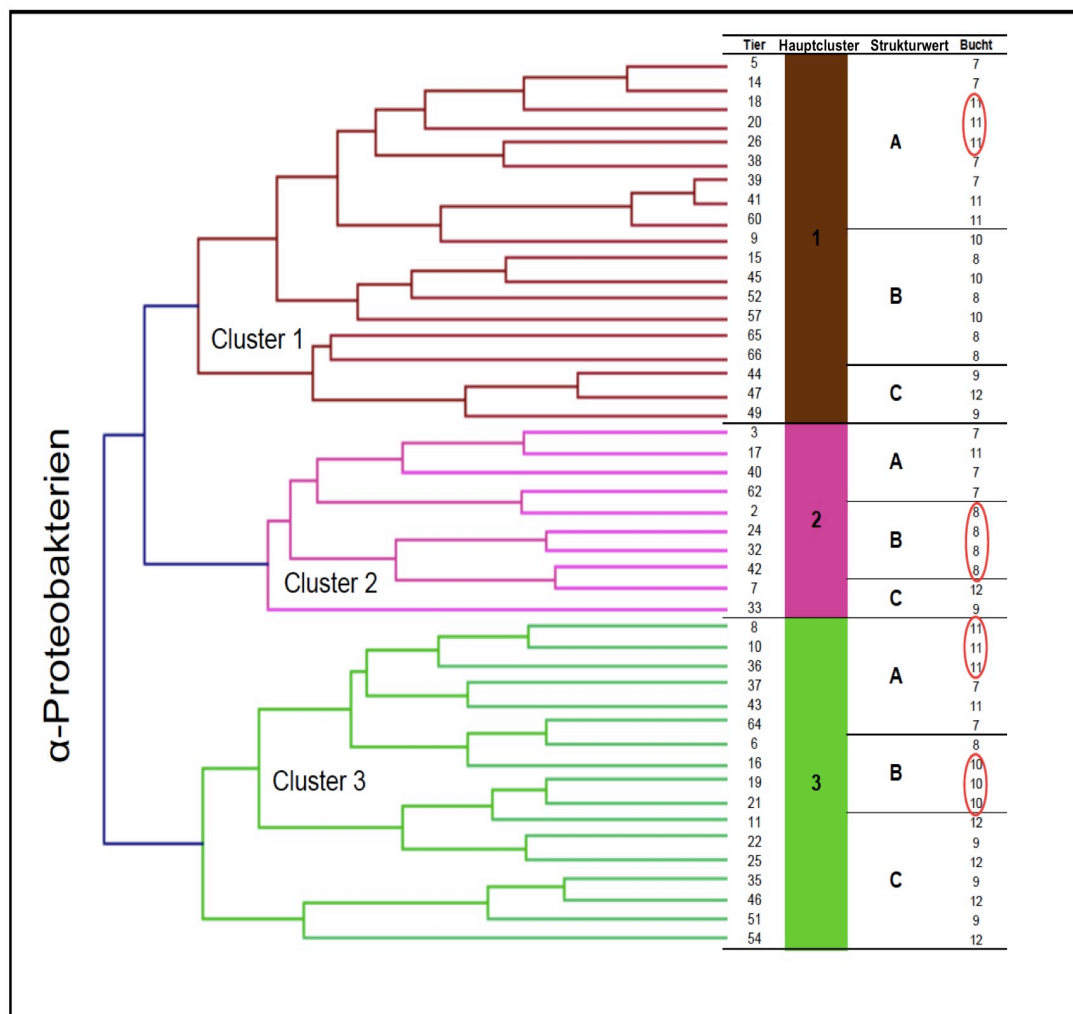 Tier Hauptcluster Strukturwert Bucht
5 7
14 7
18 11
20 11
26 A 11
38 7
39 7
41 11
60 11
9 1 10
15 8
45 10
52 B 8
57 10
65 8
66 8
44 9
47 C 12
49 9
3 7
17 A 11
40 7
62 7
2 2 8
24 8
32 B 8
42 8
7 12
33 C 9
8 11
10 11
36 A 11
37 7
43 11
64 7
6 8
16 B 10
19 3 10
21 10
11 12
22 9
25 12
35 C 9
46 12
51 9
54 12
Cluster 1
Cluster 2
Cluster 3
α-Proteobakterien